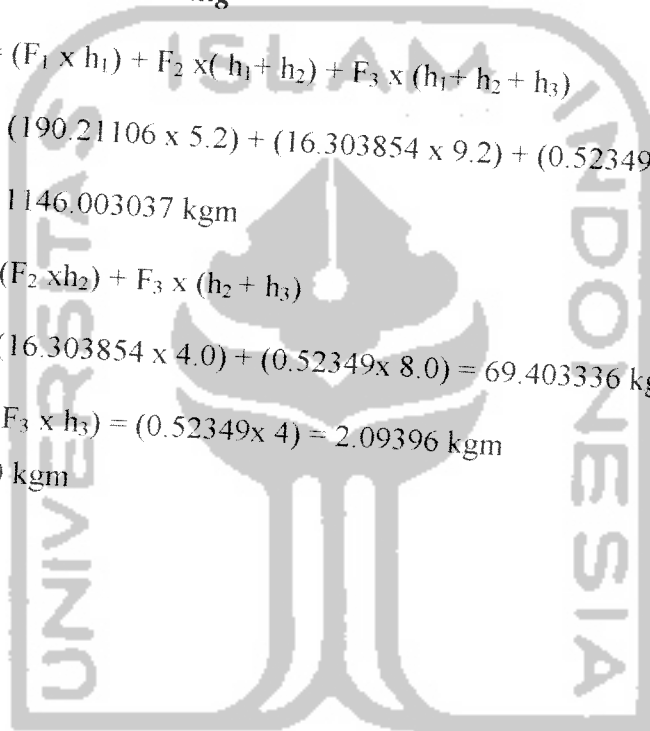 (F₁ x h₁) + F₂ x( h₁+ h₂) + F₃ x (h₁+ h₂ + h₃)
(190.21106 x 5.2) + (16.303854 x 9.2) + (0.52349
1146.003037 kgm
(F₂ xh₂) + F₃ x (h₂ + h₃)
(16.303854 x 4.0) + (0.52349x 8.0) = 69.403336
F₃ x h₃) = (0.52349x 4) = 2.09396 kgm
kgm
UNIVERSITAS ISLAM INDONESIA